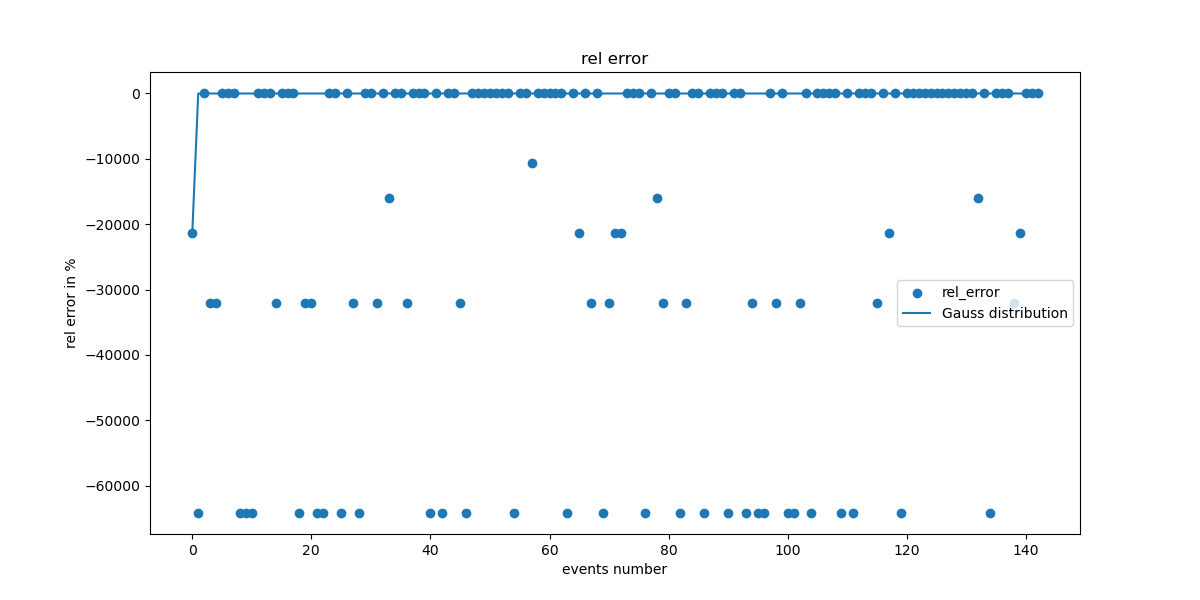 rel error
0
−10000
−20000
−30000
−40000
−50000
−60000
rel error in %
rel_error
Gauss distribution
0 20 40 60 80 100 120 140
events number